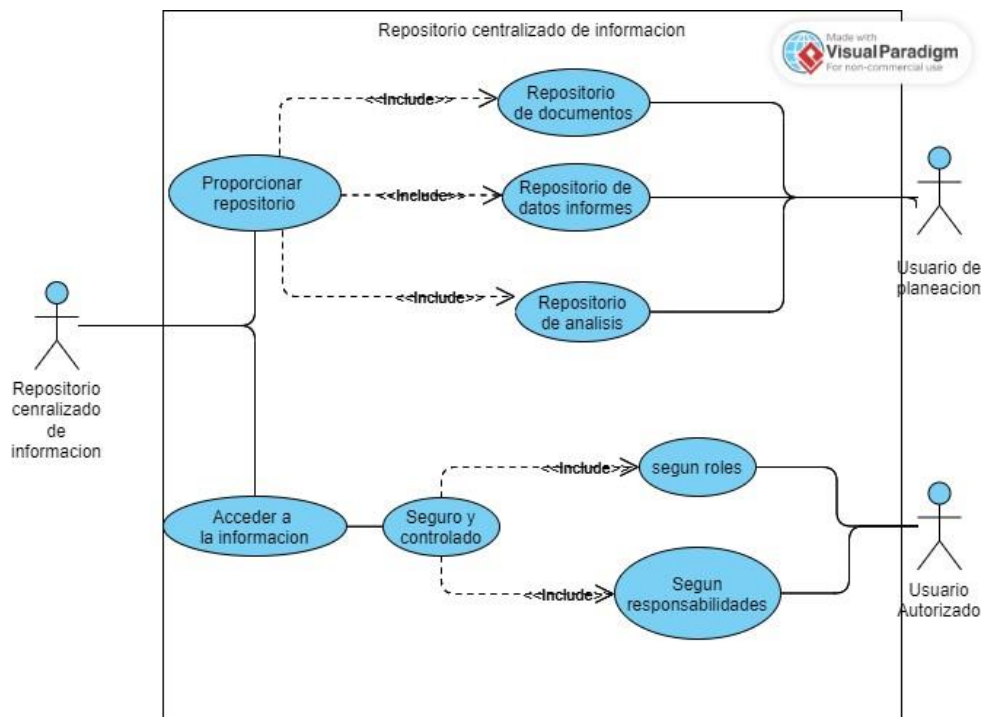 Repositorio centralizado de informacion
Made with
VisualParadigm
For non-commercial use
<<Include>>
Repositorio
de documentos
Proporcionar
repositorio
<<Include>>
Repositorio de
datos informes
Usuario de
planeacion
<<Include>>
Repositorio
de analisis
Repositorio
cenralizado
de
informacion
<<Include>>
segun roles
Acceder a
la informacion
Seguro y
controlado
<<Include>>
Segun
responsabilidades
Usuario
Autorizado